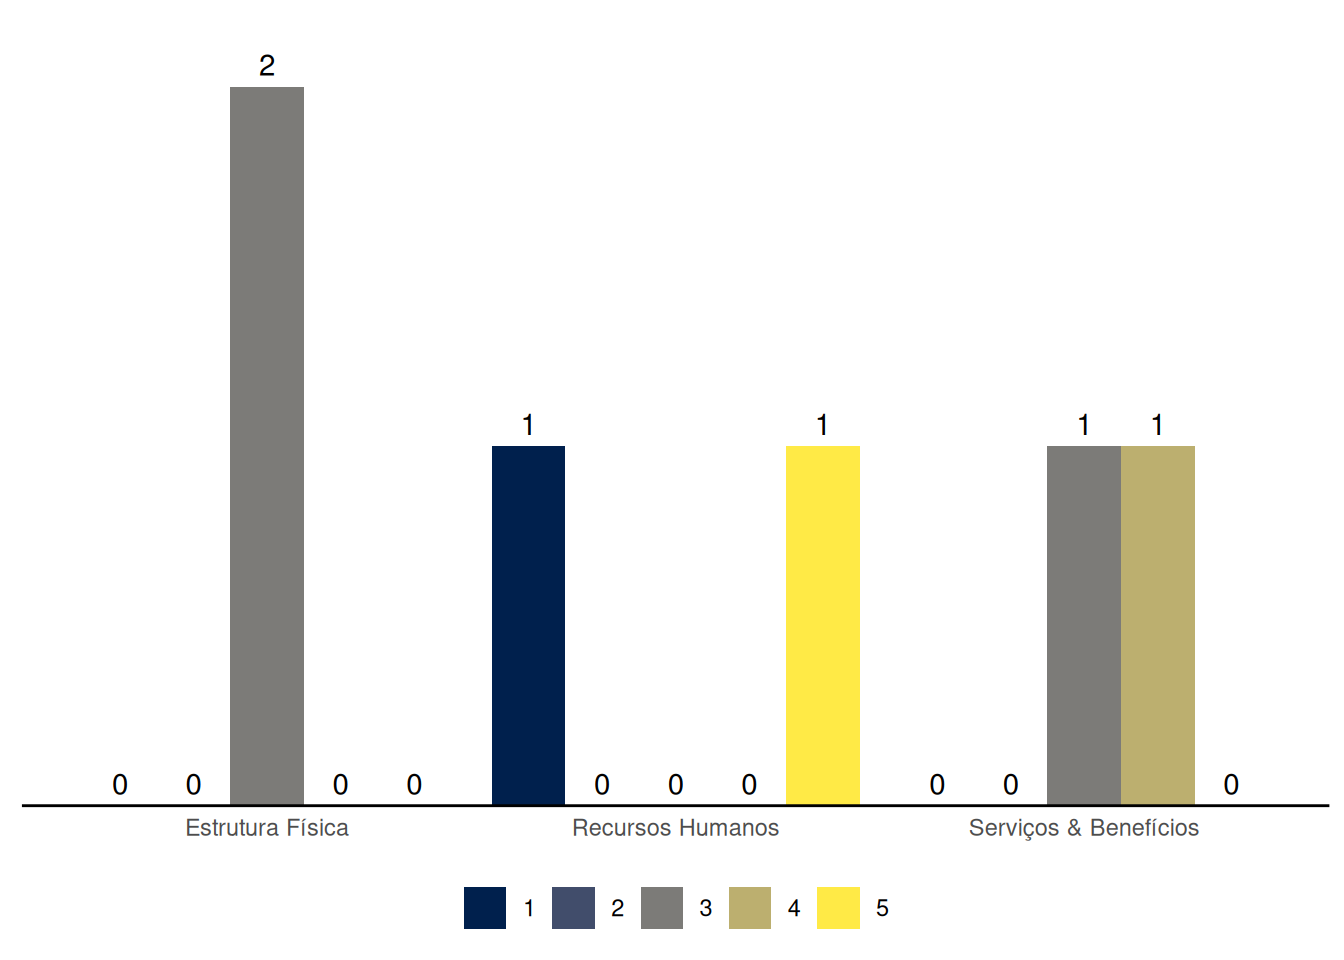 2
1 1 1 1
0 0 0 0 0 0 0 0 0 0
Estrutura Física Recursos Humanos Serviços & Benefícios
1 2 3 4 5